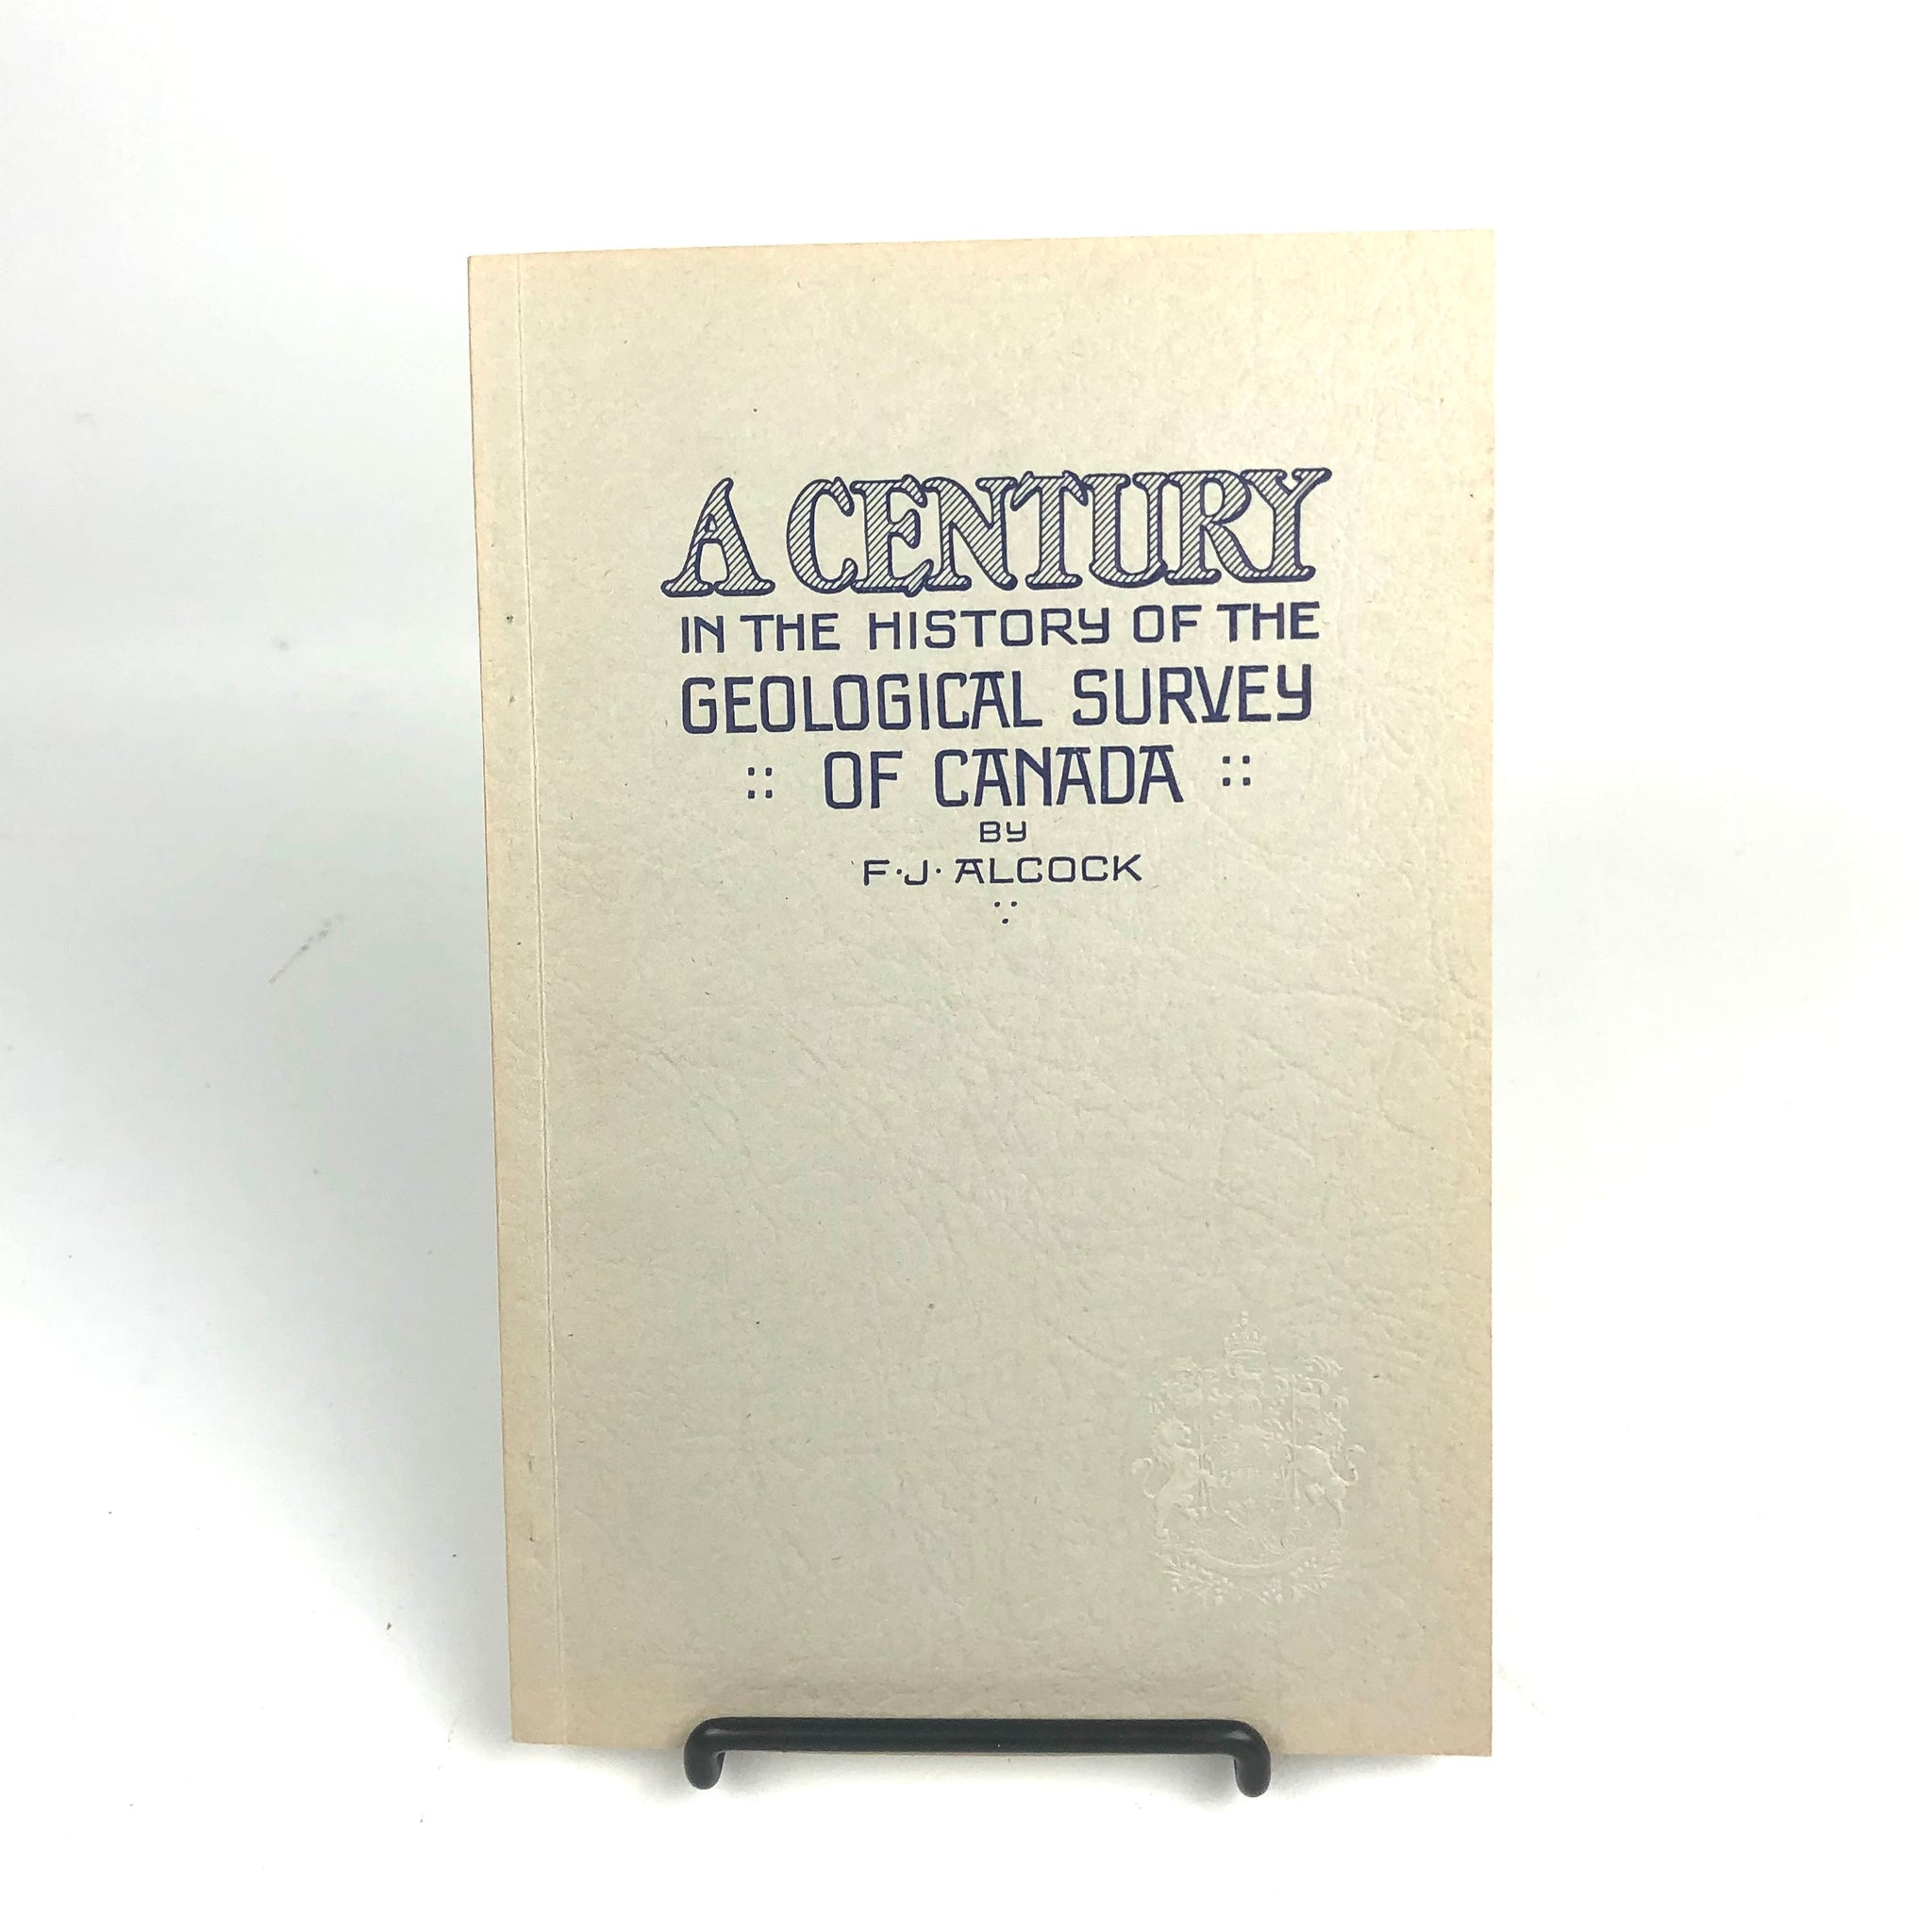 A CENTURY
IN THE HISTORY OF THE
GEOLOGICAL SURVEY
:: OF CANADA ::
BY
F·J· ALCOCK